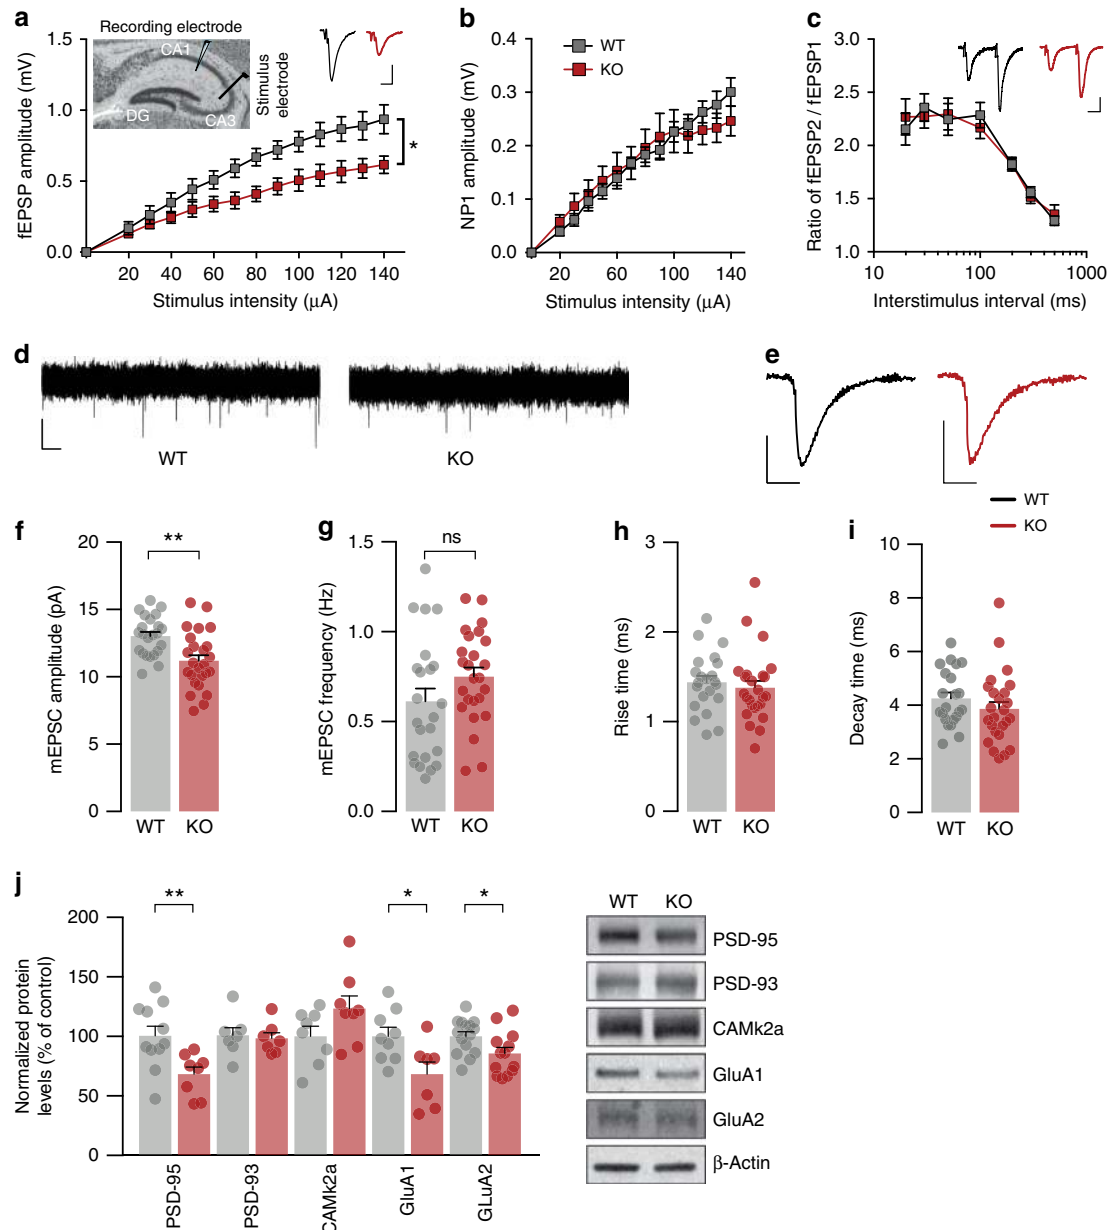 a
Recording electrode
CA1
DG
CA3
Stimulus
electrode
fEPSP amplitude (mV)
1.5
1.0
0.5
0.0
*
20 40 60 80 100 120 140
Stimulus intensity (μA)
b
WT
KO
NP1 amplitude (mV)
0.4
0.3
0.2
0.1
0.0
20 60 100 140
Stimulus intensity (μA)
c
Ratio of fEPSP2 / fEPSP1
3.0
2.5
2.0
1.5
1.0
10 100 1000
Interstimulus interval (ms)
d
WT KO
e
WT
KO
f
mEPSC amplitude (pA)
20
15
10
5
0
**
WT KO
g
mEPSC frequency (Hz)
1.5
1.0
0.5
0.0
ns
WT KO
h
Rise time (ms)
3
2
1
0
WT KO
i
Decay time (ms)
10
8
6
4
2
0
WT KO
j
Normalized protein
levels (% of control)
200
150
100
50
0
** * *
PSD-95
PSD-93
CAMk2a
GluA1
GLuA2
WT KO
PSD-95
PSD-93
CAMk2a
GluA1
GluA2
β-Actin